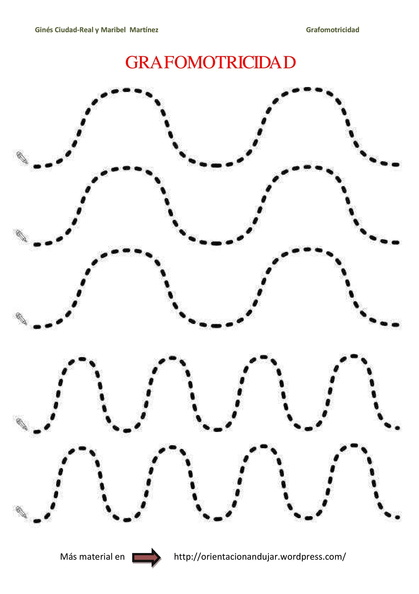 Ginés Ciudad-Real y Maribel Martínez Grafomotricidad
GRAFOMOTRICIDAD
Más material en http://orientacionandujar.wordpress.com/